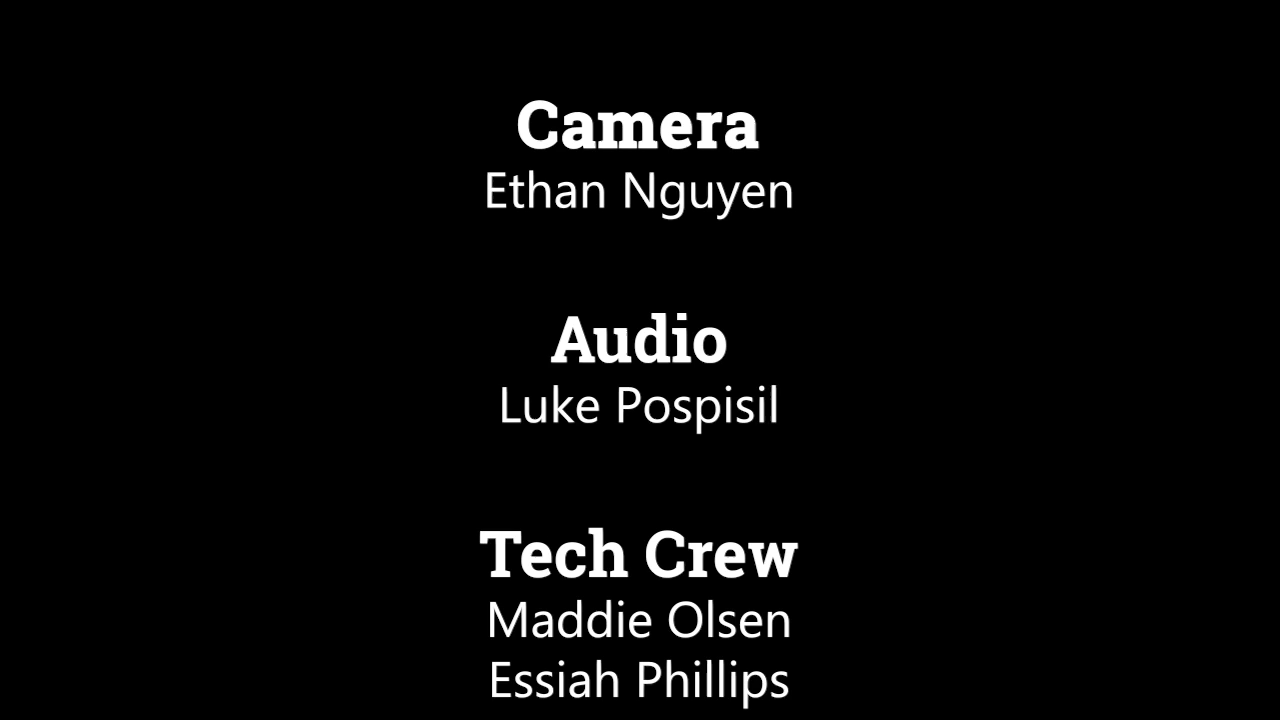 Camera
Ethan Nguyen
Audio
Luke Pospisil
Tech Crew
Maddie Olsen
Essiah Phillips